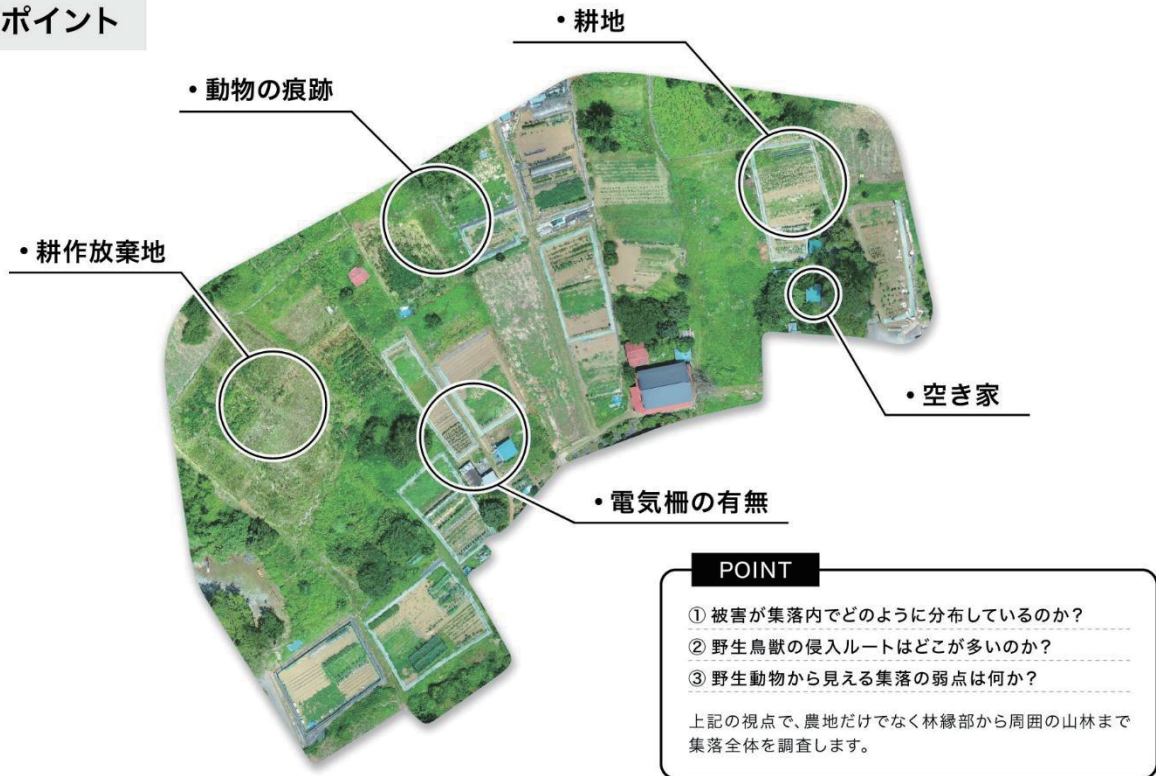 ポイント
・耕地
・動物の痕跡
・耕作放棄地
・空き家
・電気柵の有無
POINT
① 被害が集落内でどのように分布しているのか?
② 野生鳥獣の侵入ルートはどこが多いのか?
③ 野生動物から見える集落の弱点は何か?
上記の視点で、農地だけでなく林縁部から周囲の山林まで
集落全体を調査します。